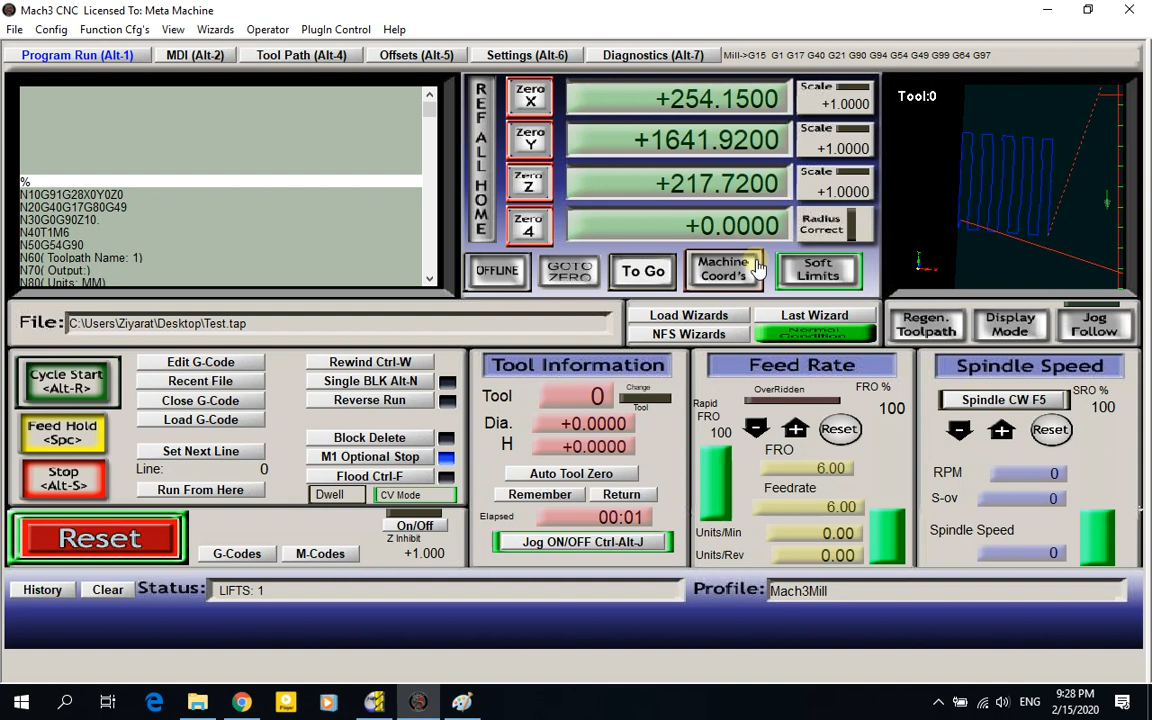 Mach3 CNC Licensed To: Meta Machine
File Config Function Cfg's View Wizards Operator PlugIn Control Help
Program Run (Alt-1) MDI (Alt-2) Tool Path (Alt-4) Offsets (Alt-5) Settings (Alt-6) Diagnostics (Alt-7) Mill->G15 G1 G17 G40 G21 G90 G94 G54 G49 G99 G64 G97
%
N10G91G28X0Y0Z0
N20G40G17G80G49
N30G0G90Z10.
N40T1M6
N50G54G90
N60( Toolpath Name: 1)
N70( Output:)
N80( Units: MM)
REF ALL HOME
Zero X +254.1500 Scale +1.0000
Zero Y +1641.9200 Scale +1.0000
Zero Z +217.7200 Scale +1.0000
Zero 4 +0.0000 Radius Correct
OFFLINE GOTO ZERO To Go Machine Coord's Soft Limits
Tool:0
File: C:\Users\Ziyarat\Desktop\Test.tap
Load Wizards Last Wizard
NFS Wizards Normal Condition
Regen. Toolpath Display Mode Jog Follow
Cycle Start <Alt-R>
Feed Hold <Spc>
Stop <Alt-S>
Edit G-Code
Recent File
Close G-Code
Load G-Code
Set Next Line
Line: 0
Run From Here
Rewind Ctrl-W
Single BLK Alt-N
Reverse Run
Block Delete
M1 Optional Stop
Flood Ctrl-F
Dwell CV Mode
Reset
G-Codes M-Codes
On/Off
Z Inhibit
+1.000
Tool Information
Tool 0 Change Tool
Dia. +0.0000
H +0.0000
Auto Tool Zero
Remember Return
Elapsed 00:01
Jog ON/OFF Ctrl-Alt-J
Feed Rate
OverRidden FRO %
100
Rapid FRO
100
Reset
FRO
6.00
Feedrate
6.00
Units/Min 0.00
Units/Rev 0.00
Spindle Speed
Spindle CW F5 SRO %
100
Reset
RPM 0
S-ov 0
Spindle Speed
0
History Clear Status: LIFTS: 1 Profile: Mach3Mill
ENG
9:28 PM
2/15/2020